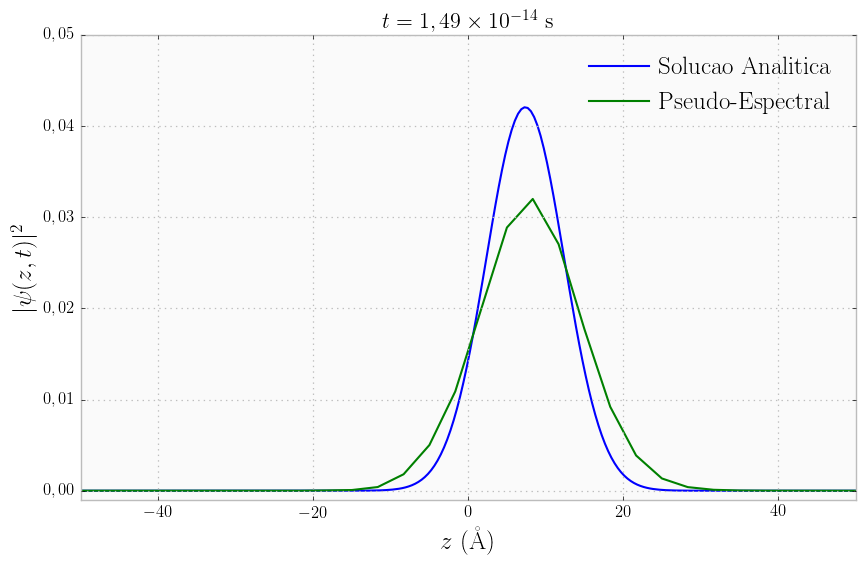 t = 1,49 × 10⁻¹⁴ s
0,05
Solucao Analitica
Pseudo-Espectral
0,04
0,03
0,02
0,01
0,00
|ψ(z, t)|²
−40
−20
0
20
40
z (Å)